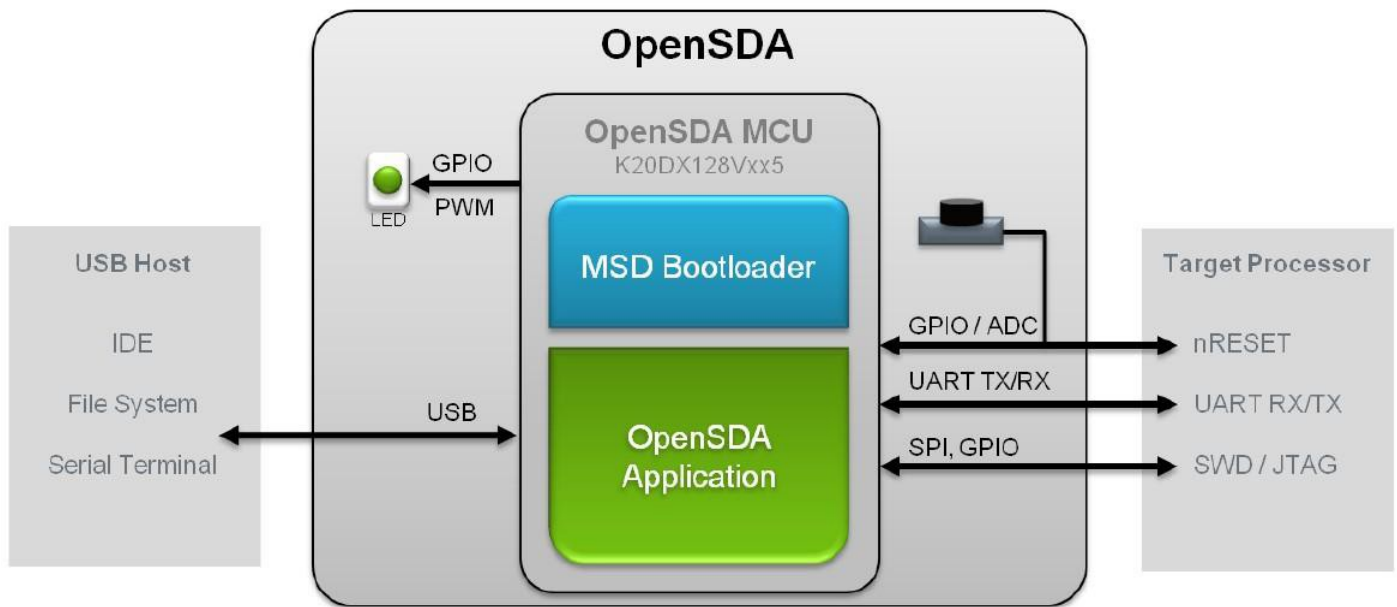 OpenSDA
OpenSDA MCU
K20DX128Vxx5
GPIO
PWM
LED
MSD Bootloader
USB Host
IDE
File System
Serial Terminal
USB
OpenSDA
Application
GPIO / ADC
UART TX/RX
SPI, GPIO
Target Processor
nRESET
UART RX/TX
SWD / JTAG